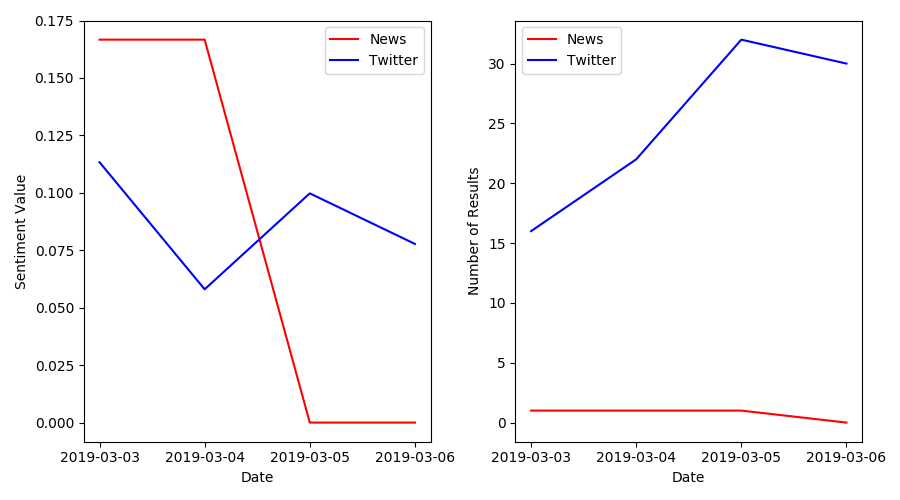 Sentiment Value
0.175
0.150
0.125
0.100
0.075
0.050
0.025
0.000
News
Twitter
2019-03-03 2019-03-04 2019-03-05 2019-03-06
Date
Number of Results
30
25
20
15
10
5
0
News
Twitter
2019-03-03 2019-03-04 2019-03-05 2019-03-06
Date